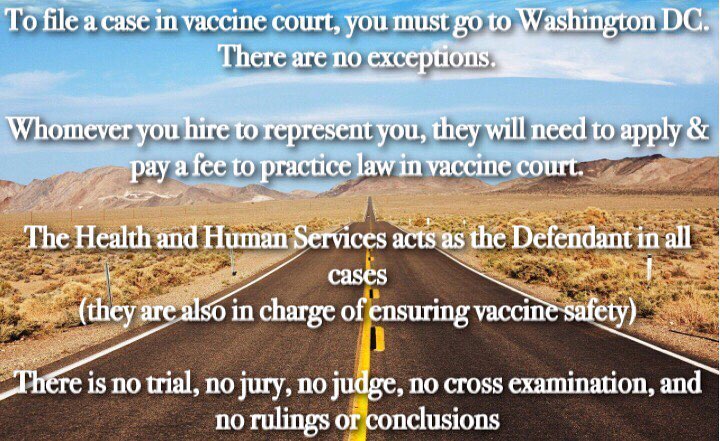 To file a case in vaccine court, you must go to Washington DC.
There are no exceptions.
Whomever you hire to represent you, they will need to apply &
pay a fee to practice law in vaccine court.
The Health and Human Services acts as the Defendant in all
cases
(they are also in charge of ensuring vaccine safety)
There is no trial, no jury, no judge, no cross examination, and
no rulings or conclusions